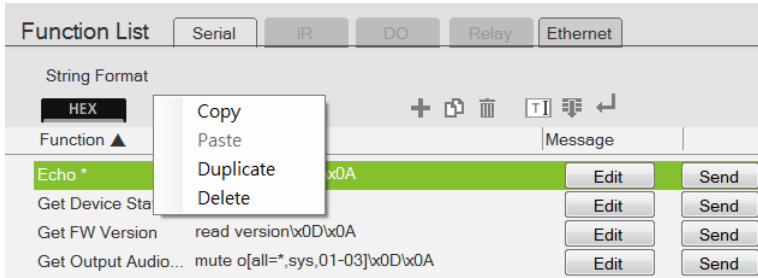 Function List Serial IR DO Relay Ethernet
String Format
HEX
Copy
Function ▲ Paste Message
Duplicate
Echo * \x0A Edit Send
Delete
Get Device Sta Edit Send
Get FW Version read version\x0D\x0A Edit Send
Get Output Audio... mute o[all=*,sys,01-03]\x0D\x0A Edit Send